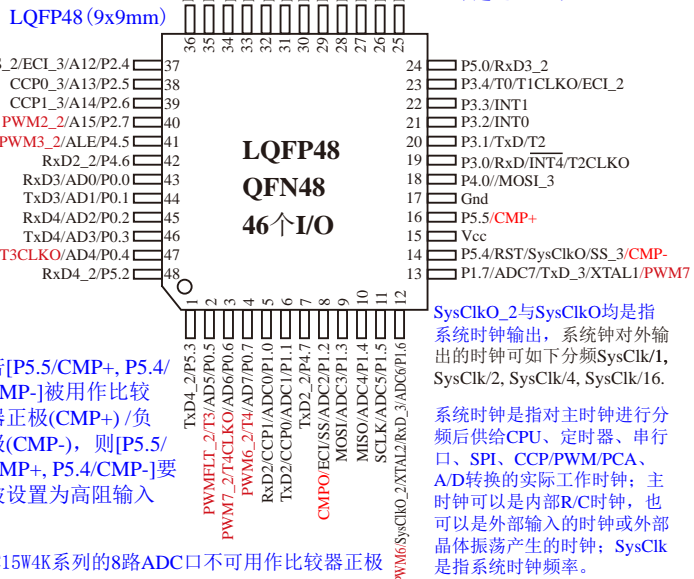 LQFP48(9x9mm)
36
35
34
33
32
31
30
29
28
27
26
25
_2/ECI_3/A12/P2.4
37
CCP0_3/A13/P2.5
38
CCP1_3/A14/P2.6
39
PWM2_2/A15/P2.7
40
PWM3_2/ALE/P4.5
41
RxD2_2/P4.6
42
RxD3/AD0/P0.0
43
TxD3/AD1/P0.1
44
RxD4/AD2/P0.2
45
TxD4/AD3/P0.3
46
T3CLKO/AD4/P0.4
47
RxD4_2/P5.2
48
LQFP48
QFN48
46个I/O
24
P5.0/RxD3_2
23
P3.4/T0/T1CLKO/ECI_2
22
P3.3/INT1
21
P3.2/INT0
20
P3.1/TxD/T2
19
P3.0/RxD/INT4/T2CLKO
18
P4.0//MOSI_3
17
Gnd
16
P5.5/CMP+
15
Vcc
14
P5.4/RST/SysClkO/SS_3/CMP-
13
P1.7/ADC7/TxD_3/XTAL1/PWM7
1
2
3
4
5
6
7
8
9
10
11
12
TxD4_2/P5.3
PWMFLT_2/T3/AD5/P0.5
PWM7_2/T4CLKO/AD6/P0.6
PWM6_2/T4/AD7/P0.7
RxD2/CCP1/ADC0/P1.0
TxD2/CCP0/ADC1/P1.1
TxD2_2/P4.7
CMPO/ECI/SS/ADC2/P1.2
MOSI/ADC3/P1.3
MISO/ADC4/P1.4
SCLK/ADC5/P1.5
PWM6/SysClkO_2/XTAL2/RxD_3/ADC6/P1.6
[P5.5/CMP+, P5.4/
MP-]被用作比较
器正极(CMP+) /负
(CMP-)，则[P5.5/
MP+, P5.4/CMP-]要
被设置为高阻输入
15W4K系列的8路ADC口不可用作比较器正极
SysClkO_2与SysClkO均是指
系统时钟输出，系统钟对外输
出的时钟可如下分频SysClk/1,
SysClk/2, SysClk/4, SysClk/16.
系统时钟是指对主时钟进行分
频后供给CPU、定时器、串行
口、SPI、CCP/PWM/PCA、
A/D转换的实际工作时钟；主
时钟可以是内部R/C时钟，也
可以是外部输入的时钟或外部
晶体振荡产生的时钟；SysClk
是指系统时钟频率。